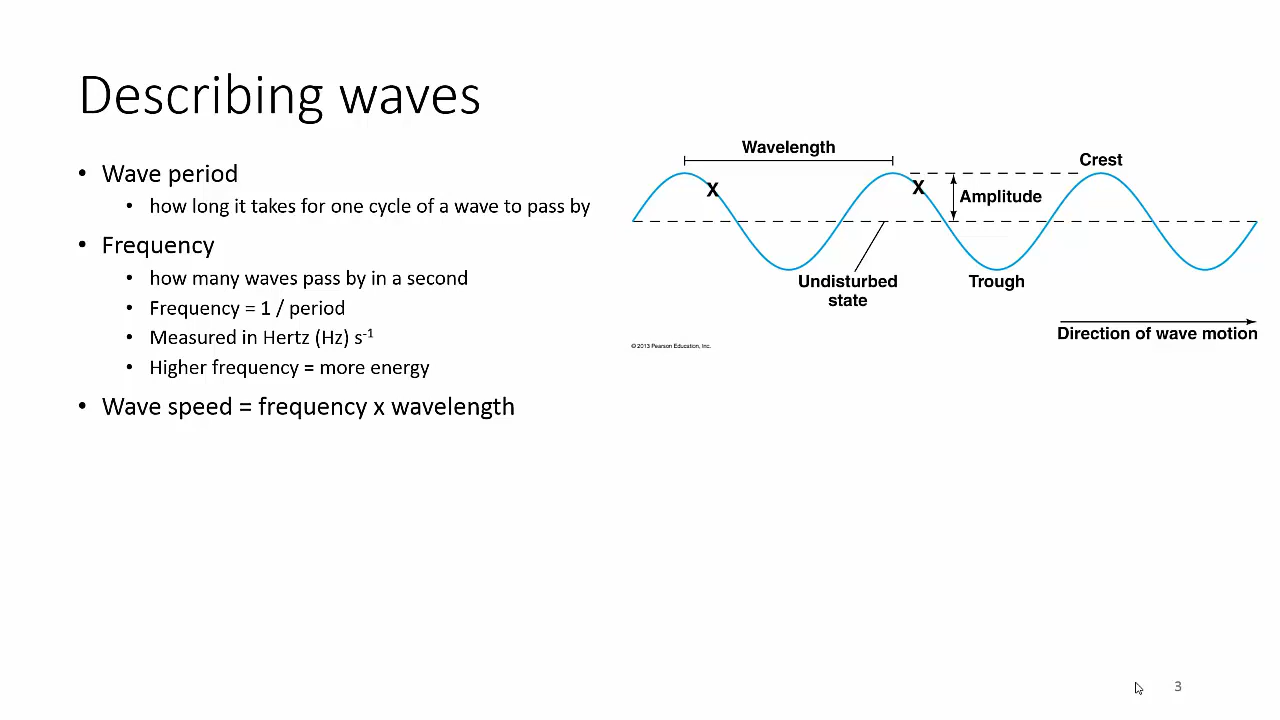 Describing waves
• Wave period
• how long it takes for one cycle of a wave to pass by
• Frequency
• how many waves pass by in a second
• Frequency = 1 / period
• Measured in Hertz (Hz) s⁻¹
• Higher frequency = more energy
• Wave speed = frequency x wavelength
Wavelength
Crest
X
X
Amplitude
Undisturbed
state
Trough
Direction of wave motion
© 2013 Pearson Education, Inc.
3